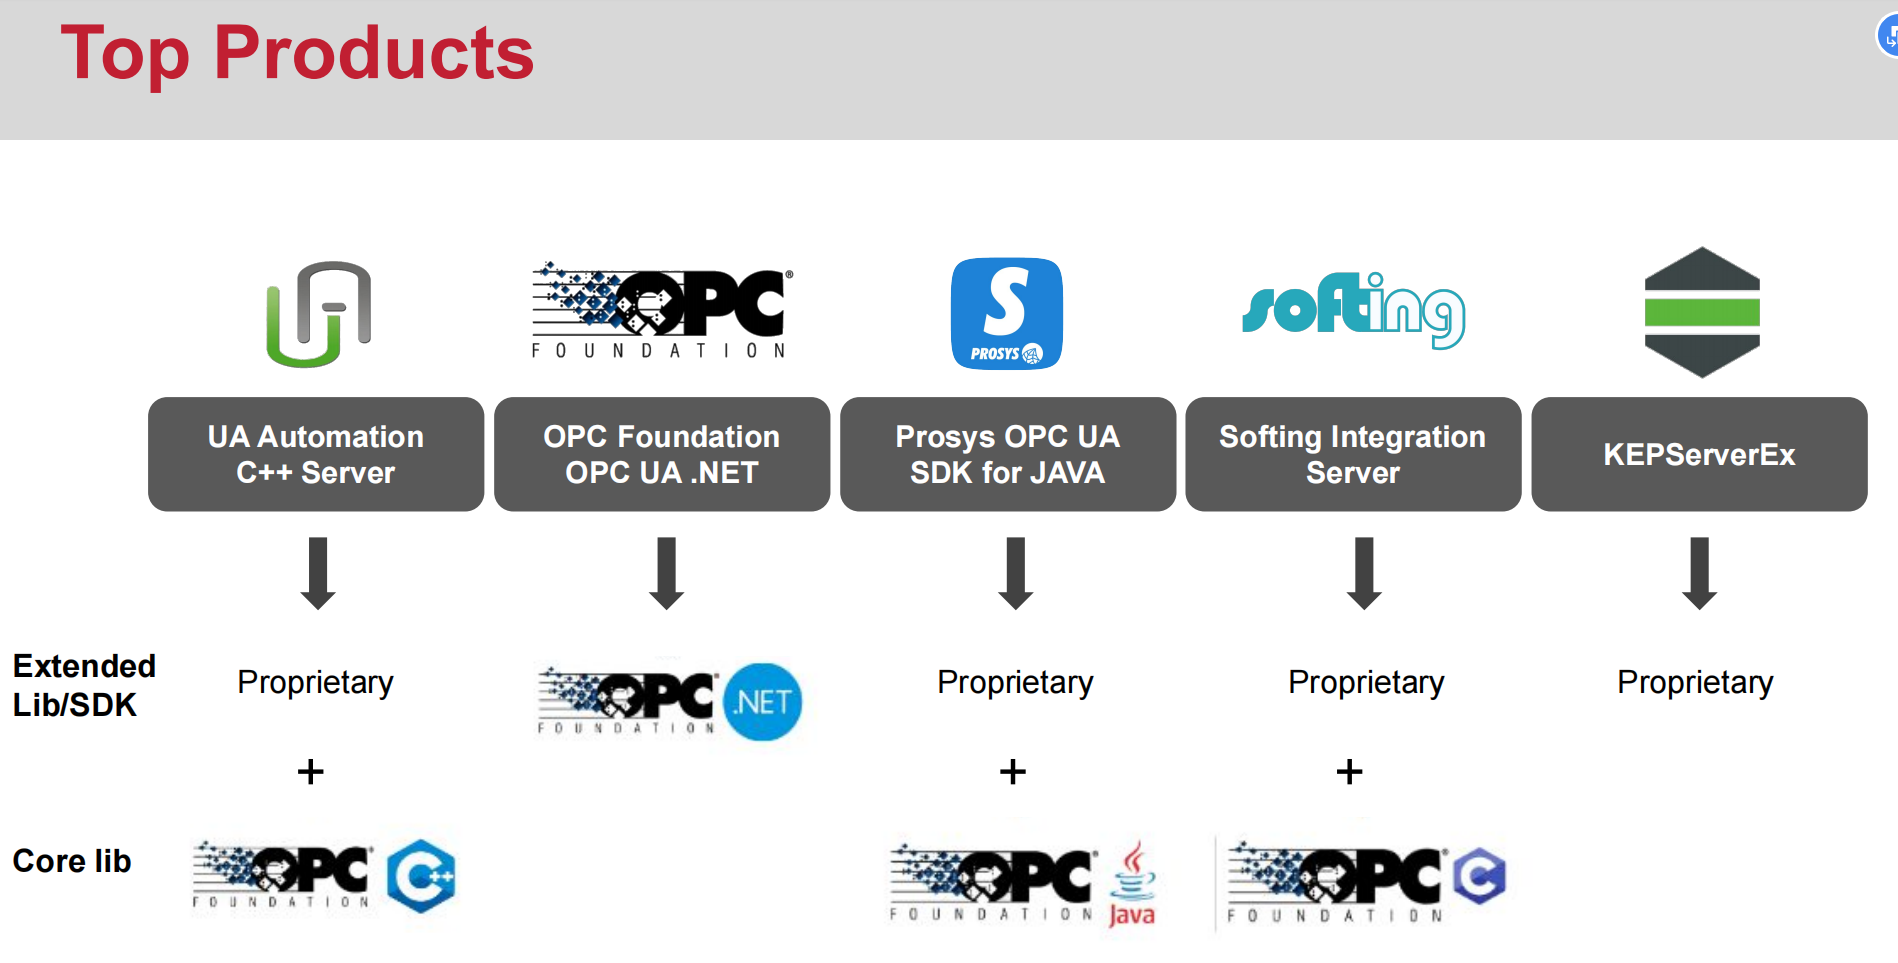 Top Products
UA
OPC®
FOUNDATION
S
PROSYS
softing
UA Automation
C++ Server
OPC Foundation
OPC UA .NET
Prosys OPC UA
SDK for JAVA
Softing Integration
Server
KEPServerEx
Extended
Lib/SDK
Proprietary
OPC
FOUNDATION
.NET
Proprietary
Proprietary
Proprietary
+
+
+
Core lib
OPC
FOUNDATION
C++
OPC
FOUNDATION
Java
OPC
FOUNDATION
C